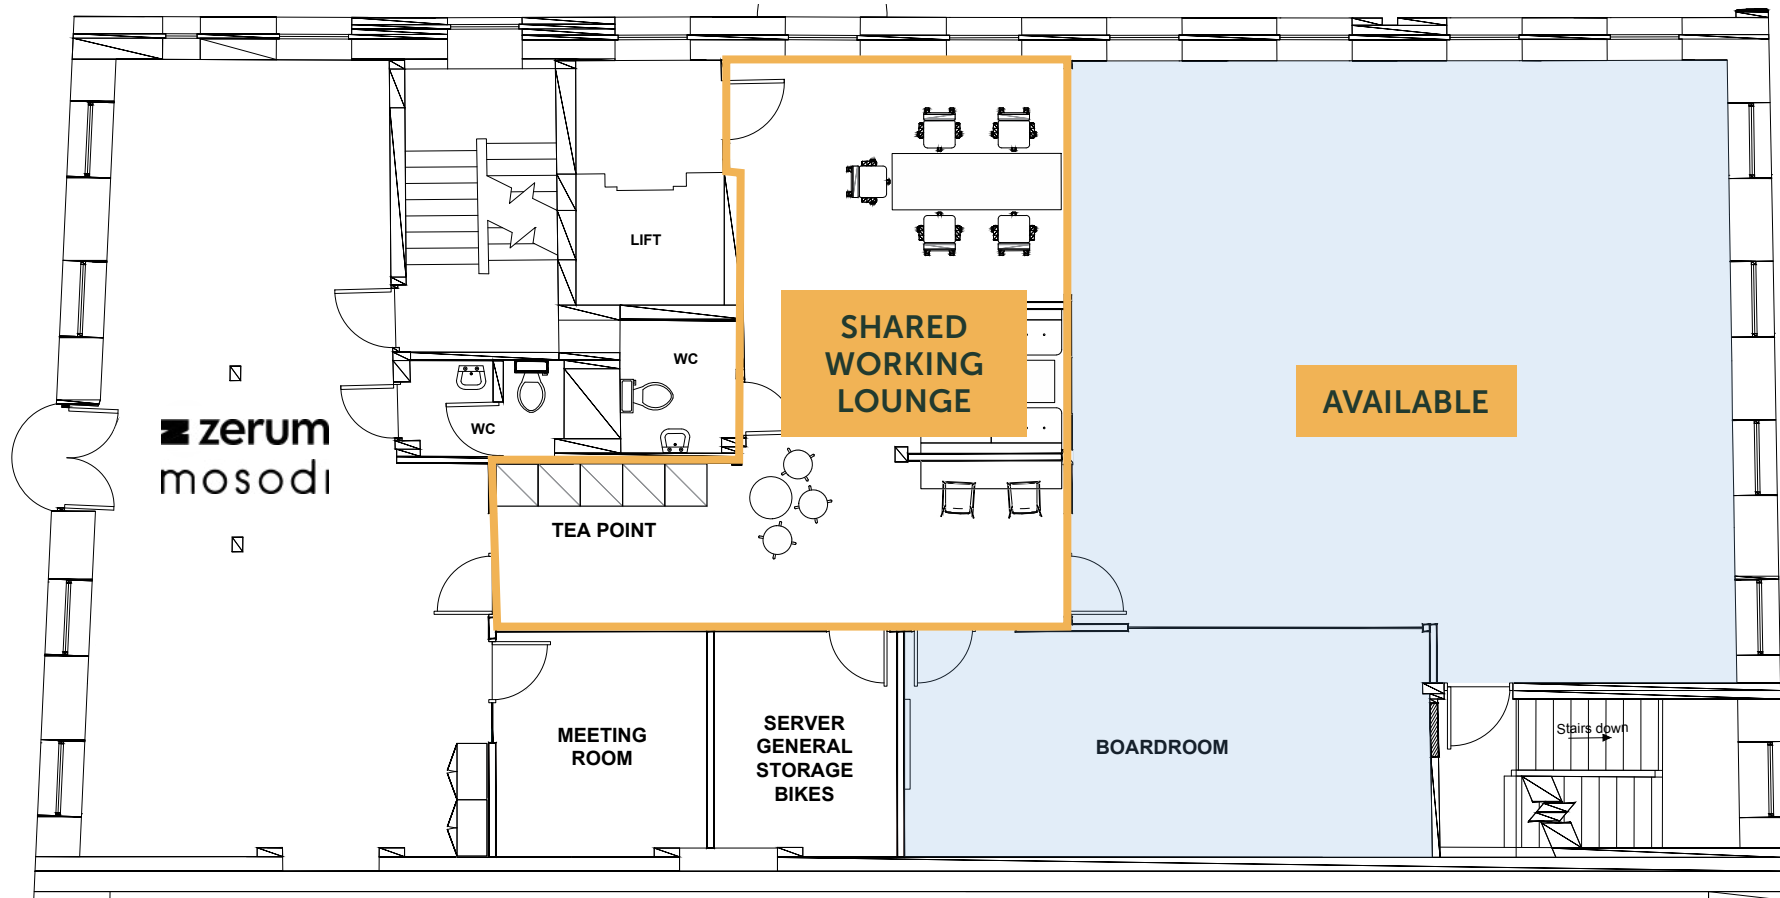 LIFT
WC
WC
SHARED
WORKING
LOUNGE
AVAILABLE
zerum
mosodi
TEA POINT
MEETING
ROOM
SERVER
GENERAL
STORAGE
BIKES
BOARDROOM
Stairs down